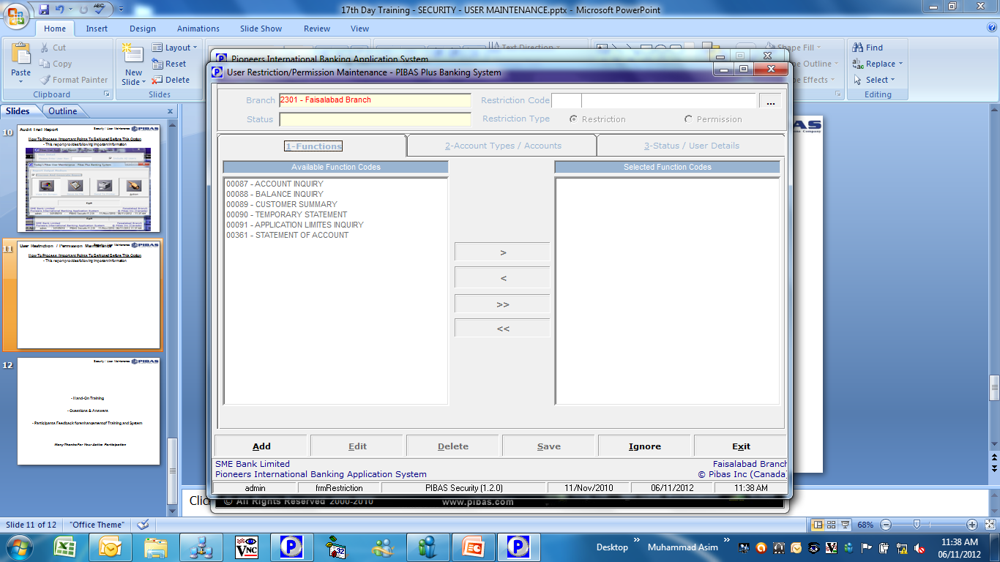 17th Day Training - SECURITY - USER MAINTENANCE.pptx - Microsoft PowerPoint
Home Insert Design Animations Slide Show Review View
Cut
Copy
Format Painter
Paste
Clipboard
New
Slide
Layout
Reset
Delete
Slides
Text Direction
Shape Fill
Shape Outline
Effects
Find
Replace
Select
Editing
Slides Outline
10
Audit Trail Report
Security / User Maintenance PIBAS
How To Process / Important Points To Be Noted Before This Option
- This report provides following important information
11
User Restriction / Permission Maintenance
PIBAS
How To Process / Important Points To Be Noted Before This Option
- This report provides following important information
12
Security / User Maintenance PIBAS
- Hand-On Training
- Questions & Answers
- Participants Feedback for enhancement of Training and System
Many Thanks For Your Active Participation
Pioneers International Banking Application System
User Restriction/Permission Maintenance - PIBAS Plus Banking System
Branch 2301 - Faisalabad Branch Restriction Code ...
Status Restriction Type Restriction Permission
1-Functions 2-Account Types / Accounts 3-Status / User Details
Available Function Codes Selected Function Codes
00087 - ACCOUNT INQUIRY
00088 - BALANCE INQUIRY
00089 - CUSTOMER SUMMARY
00090 - TEMPORARY STATEMENT
00091 - APPLICATION LIMITES INQUIRY
00361 - STATEMENT OF ACCOUNT
>
<
>>
<<
Add Edit Delete Save Ignore Exit
SME Bank Limited Faisalabad Branch
Pioneers International Banking Application System © Pibas Inc (Canada)
admin frmRestriction PIBAS Security (1.2.0) 11/Nov/2010 06/11/2012 11:38 AM
© All Rights Reserved 2000-2010 www.pibas.com
Slide 11 of 12 "Office Theme" 68%
Desktop » Muhammad Asim » 11:38 AM
06/11/2012